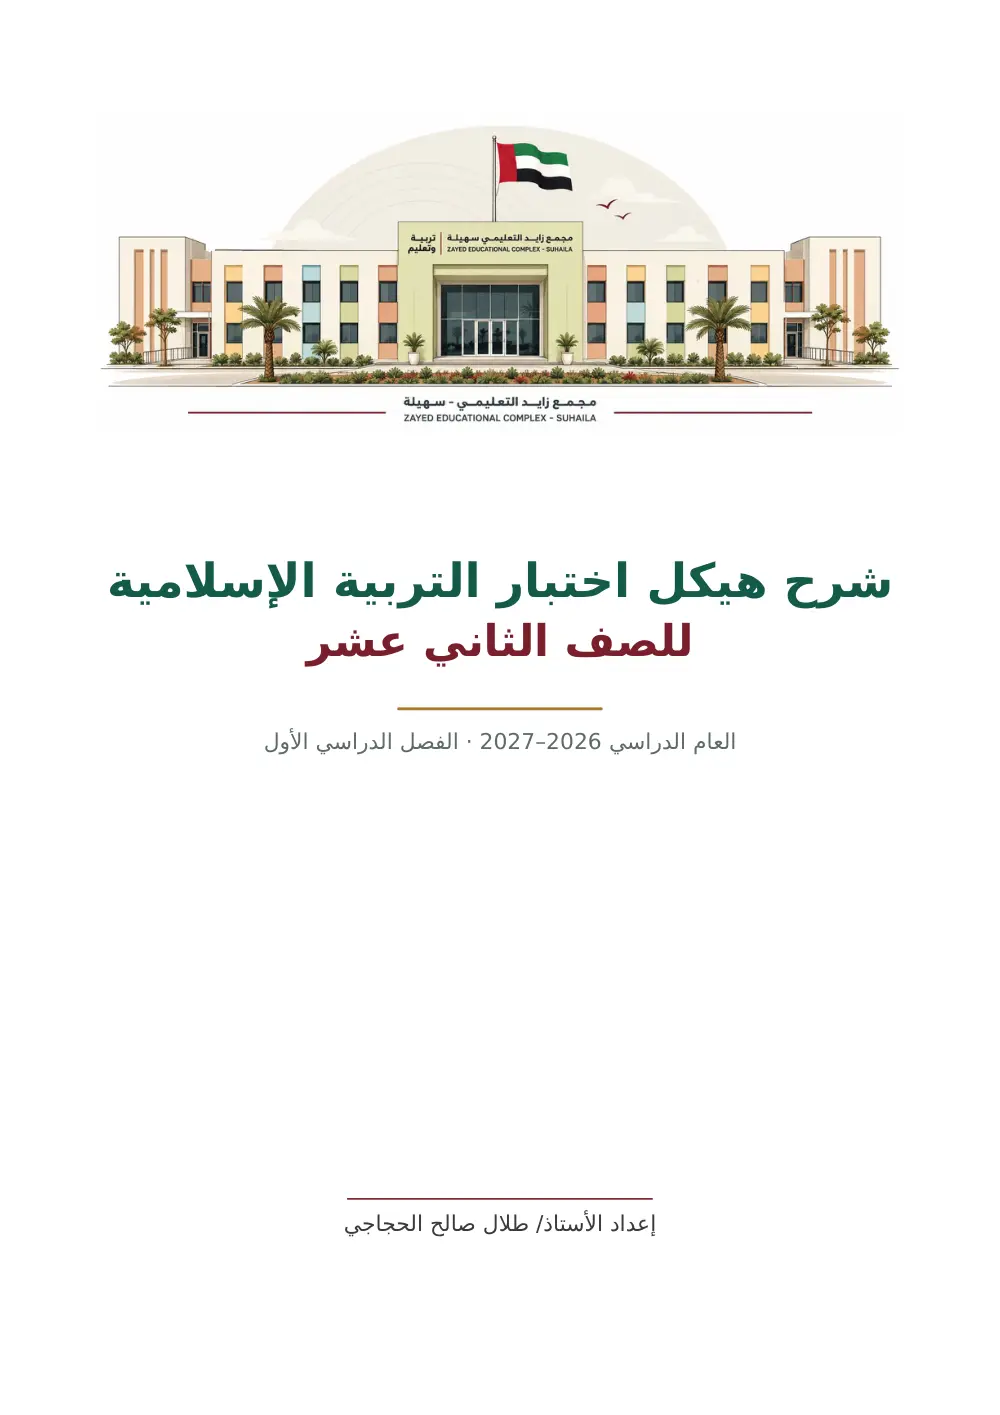 مجمع زايد التعليمي سهيلة
ZAYED EDUCATIONAL COMPLEX - SUHAILA
تربية
وتعليم
مجمع زايد التعليمي - سهيلة
ZAYED EDUCATIONAL COMPLEX - SUHAILA
شرح هيكل اختبار التربية الإسلامية
للصف الثاني عشر
العام الدراسي 2026–2027 · الفصل الدراسي الأول
إعداد الأستاذ/ طلال صالح الحجاجي